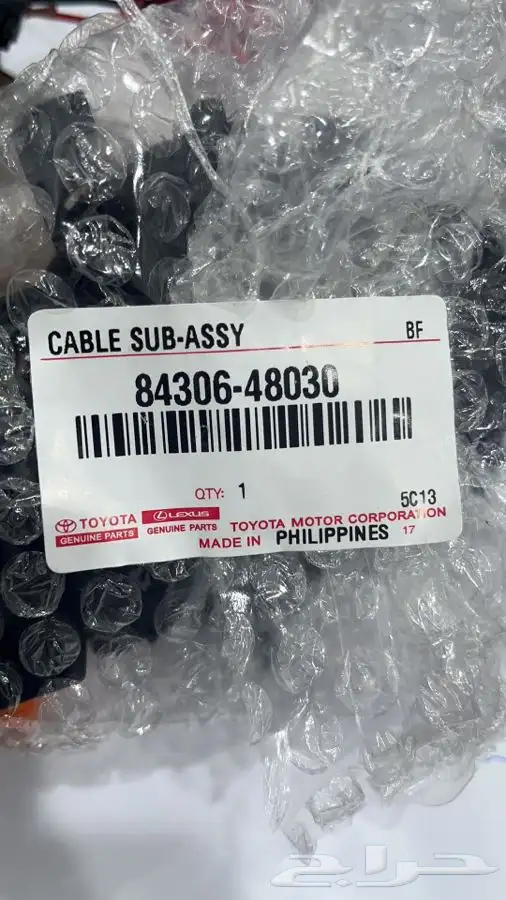 CABLE SUB-ASSY BF
84306-48030
QTY: 1
5C13
TOYOTA
GENUINE PARTS
LEXUS
GENUINE PARTS
TOYOTA MOTOR CORPORATION
MADE IN PHILIPPINES 17
حراج